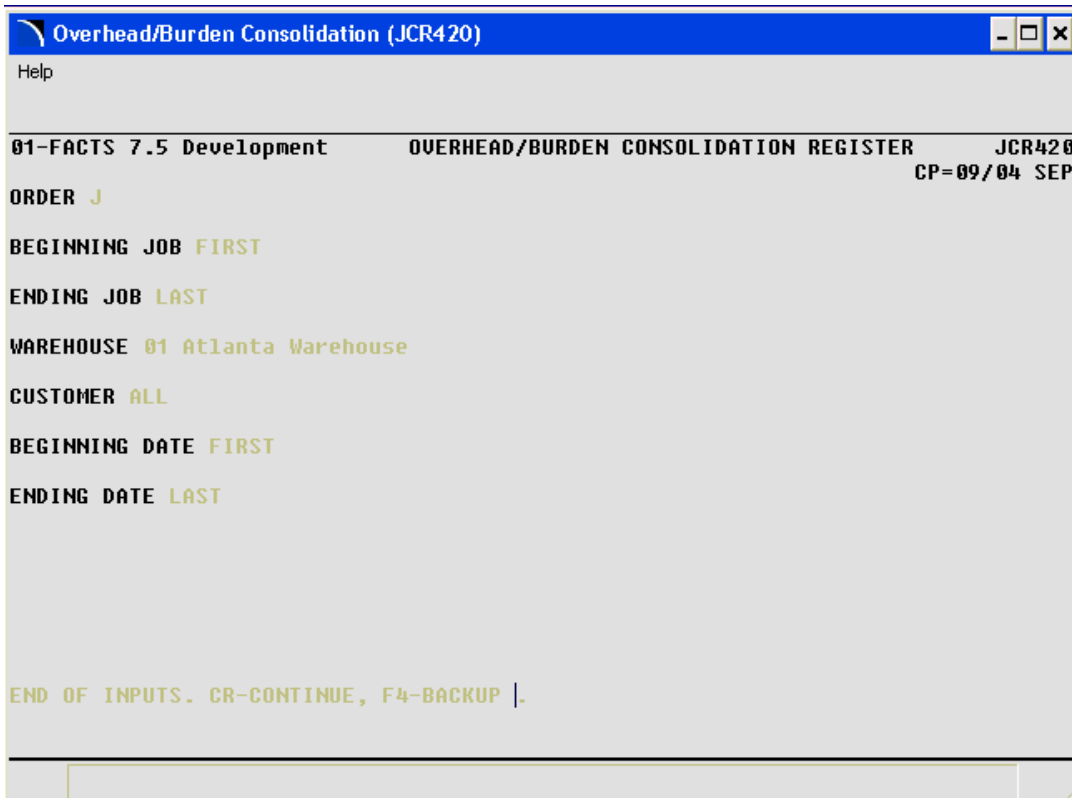 Overhead/Burden Consolidation (JCR420)
Help
01-FACTS 7.5 Development OVERHEAD/BURDEN CONSOLIDATION REGISTER JCR420
CP=09/04 SEP
ORDER J
BEGINNING JOB FIRST
ENDING JOB LAST
WAREHOUSE 01 Atlanta Warehouse
CUSTOMER ALL
BEGINNING DATE FIRST
ENDING DATE LAST
END OF INPUTS. CR-CONTINUE, F4-BACKUP .